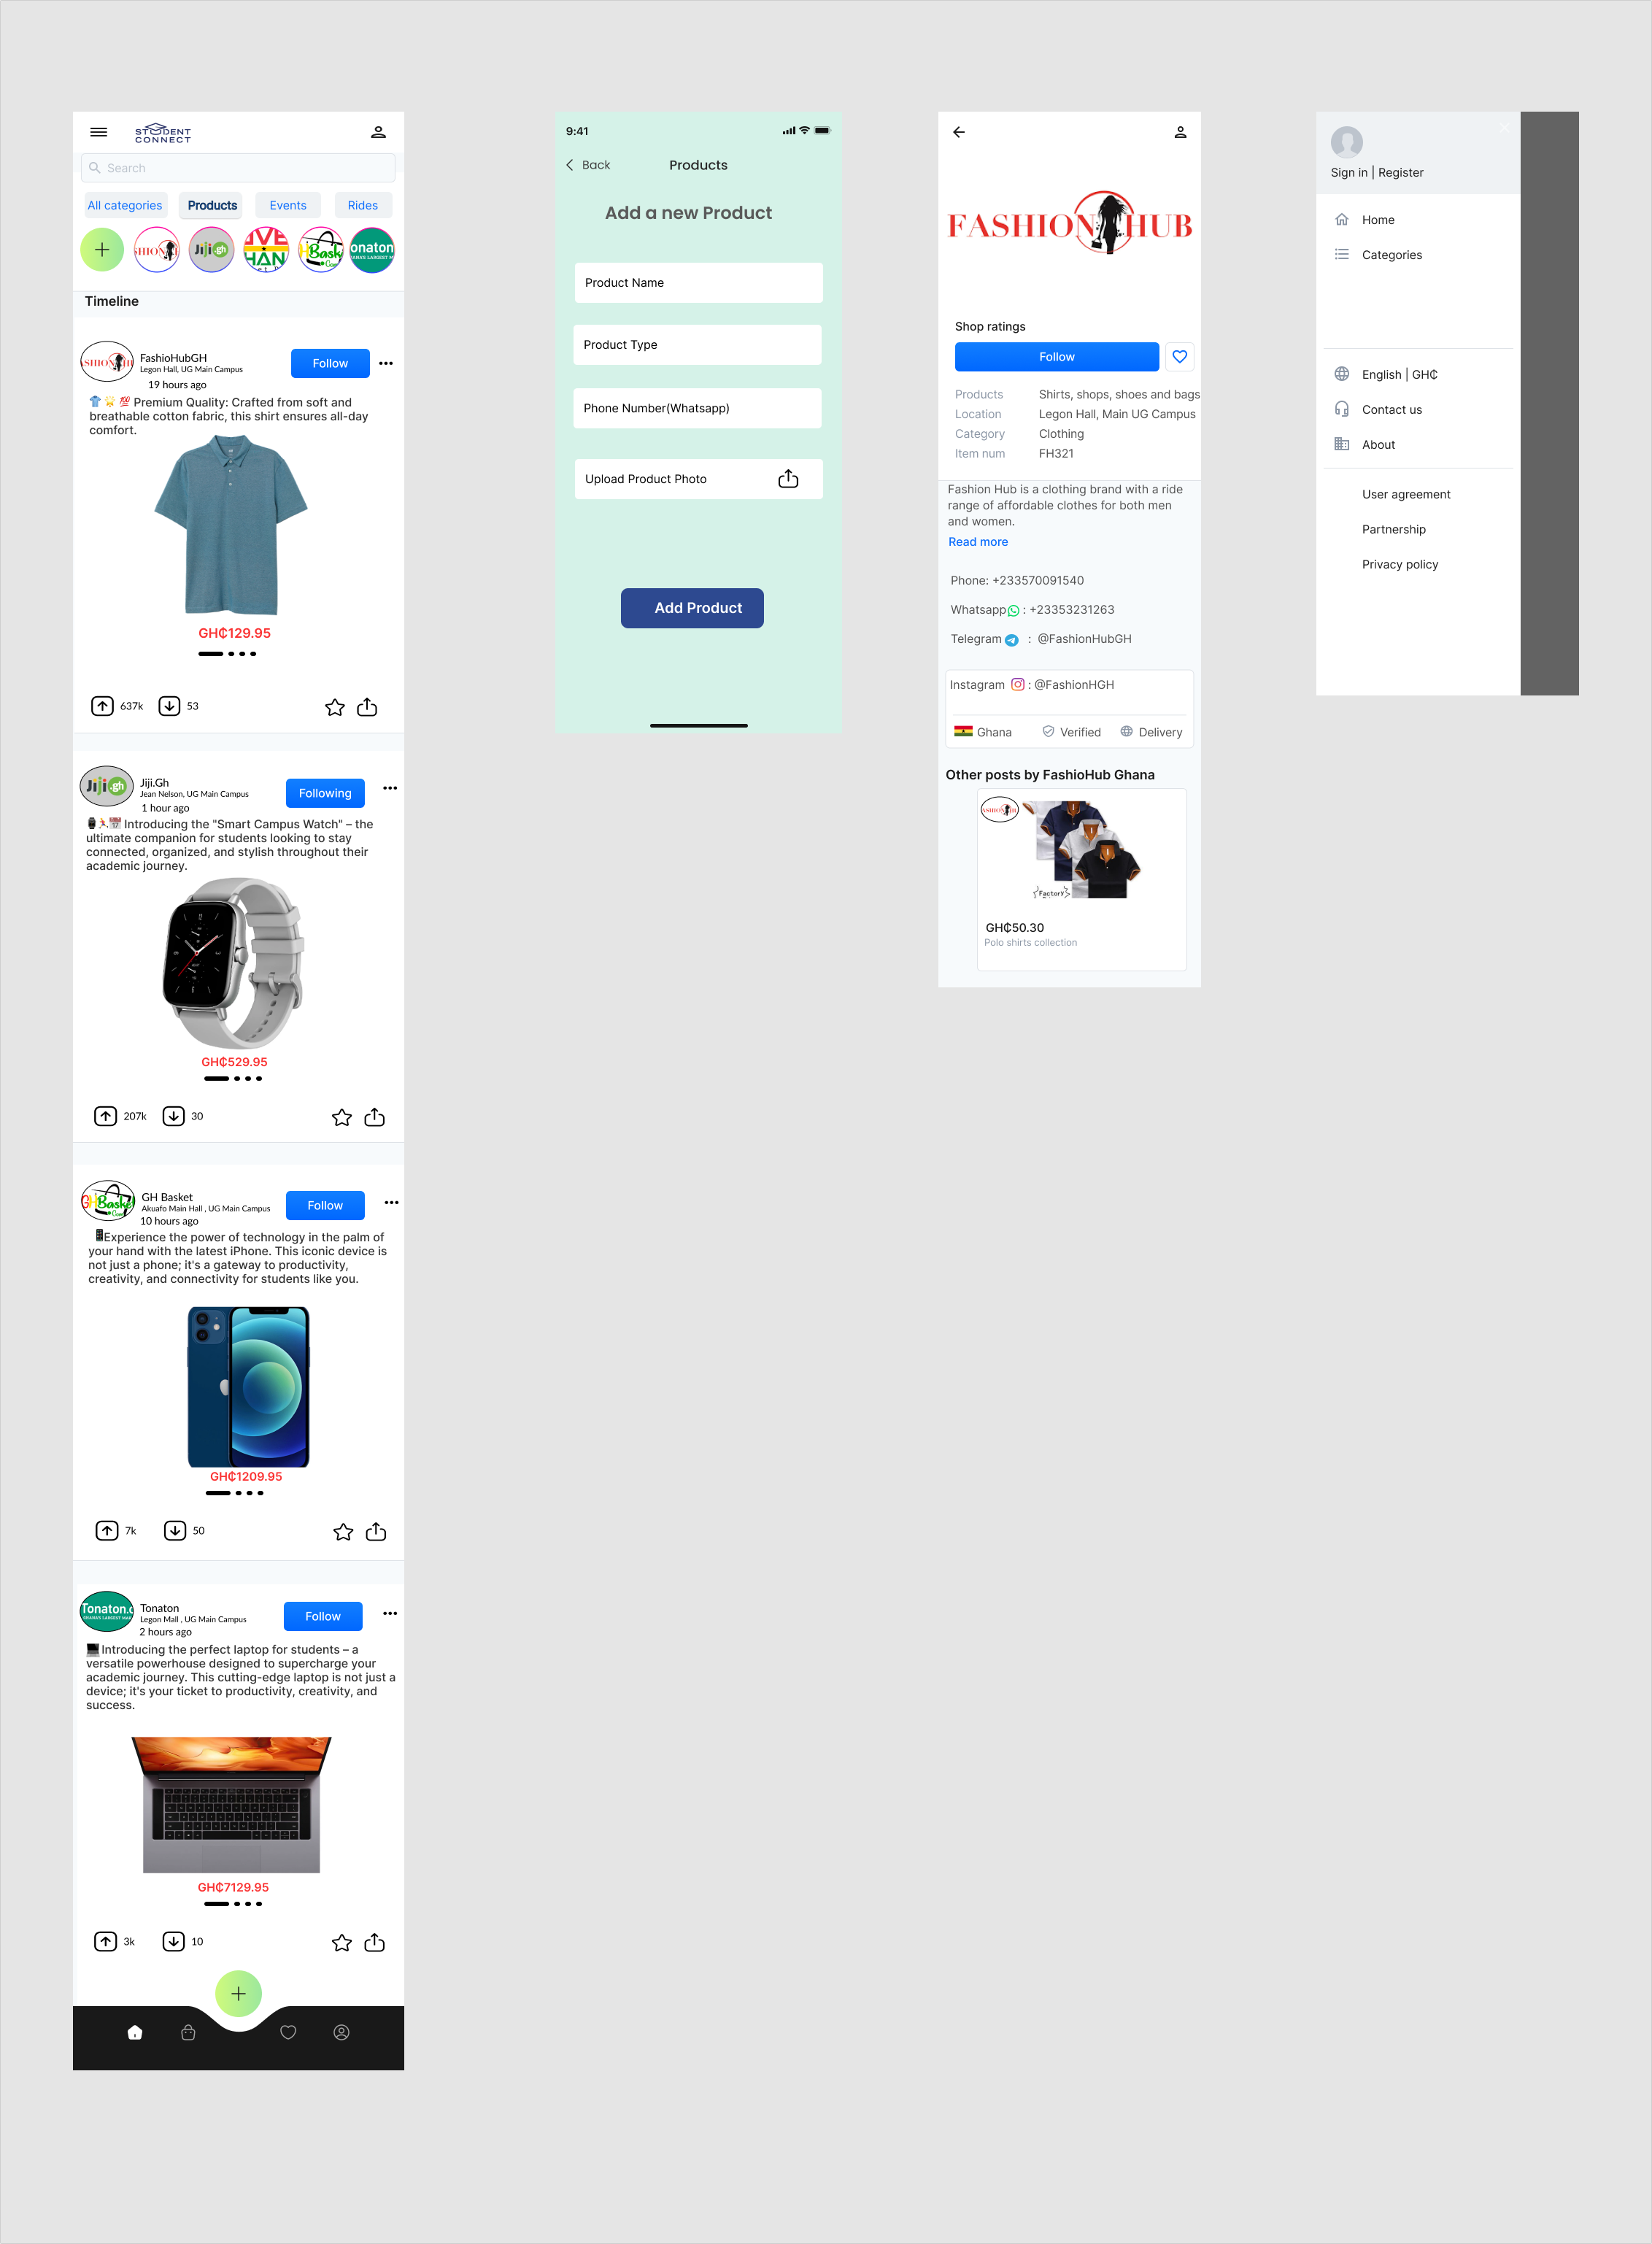 STUDENT
CONNECT
Search
All categories
Products
Events
Rides
Jiji.gh
Bask
onaton
Timeline
FashioHubGH
Legon Hall, UG Main Campus
19 hours ago
Follow
👕 🌟 💯 Premium Quality: Crafted from soft and
breathable cotton fabric, this shirt ensures all-day
comfort.
GH₵129.95
637k
53
Jiji.gh
Jiji.Gh
Jean Nelson, UG Main Campus
1 hour ago
Following
⌚🏃📅 Introducing the "Smart Campus Watch" – the
ultimate companion for students looking to stay
connected, organized, and stylish throughout their
academic journey.
GH₵529.95
207k
30
GHBasket
.Com
GH Basket
Akuafo Main Hall , UG Main Campus
10 hours ago
Follow
📱Experience the power of technology in the palm of
your hand with the latest iPhone. This iconic device is
not just a phone; it's a gateway to productivity,
creativity, and connectivity for students like you.
GH₵1209.95
7k
50
Tonaton.c
Tonaton
Legon Mall , UG Main Campus
2 hours ago
Follow
💻Introducing the perfect laptop for students – a
versatile powerhouse designed to supercharge your
academic journey. This cutting-edge laptop is not just a
device; it's your ticket to productivity, creativity, and
success.
GH₵7129.95
3k
10
9:41
Back
Products
Add a new Product
Product Name
Product Type
Phone Number(Whatsapp)
Upload Product Photo
Add Product
FASHION HUB
Shop ratings
Follow
Products Shirts, shops, shoes and bags
Location Legon Hall, Main UG Campus
Category Clothing
Item num FH321
Fashion Hub is a clothing brand with a ride
range of affordable clothes for both men
and women.
Read more
Phone: +233570091540
Whatsapp : +23353231263
Telegram : @FashionHubGH
Instagram : @FashionHGH
Ghana
Verified
Delivery
Other posts by FashioHub Ghana
Factory
GH₵50.30
Polo shirts collection
Sign in | Register
Home
Categories
English | GH₵
Contact us
About
User agreement
Partnership
Privacy policy